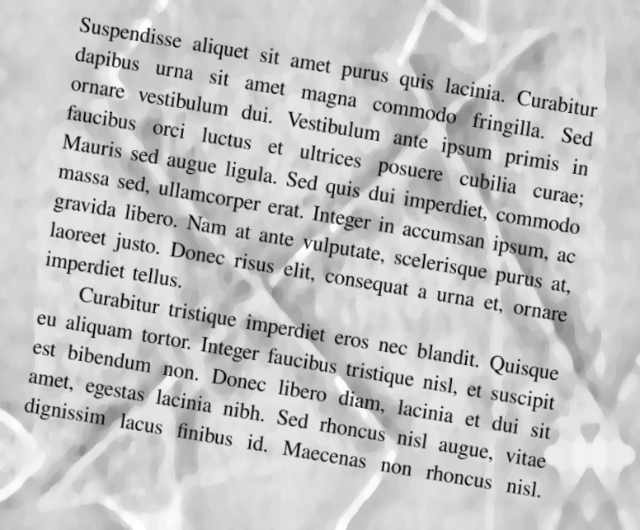 Suspendisse aliquet sit amet purus quis lacinia. Curabitur
dapibus urna sit amet magna commodo fringilla. Sed
ornare vestibulum dui. Vestibulum ante ipsum primis in
faucibus orci luctus et ultrices posuere cubilia curae;
Mauris sed augue ligula. Sed quis dui imperdiet, commodo
massa sed, ullamcorper erat. Integer in accumsan ipsum, ac
gravida libero. Nam at ante vulputate, scelerisque purus at,
laoreet justo. Donec risus elit, consequat a urna et, ornare
imperdiet tellus.
Curabitur tristique imperdiet eros nec blandit. Quisque
eu aliquam tortor. Integer faucibus tristique nisl, et suscipit
est bibendum non. Donec libero diam, lacinia et dui sit
amet, egestas lacinia nibh. Sed rhoncus nisl augue, vitae
dignissim lacus finibus id. Maecenas non rhoncus nisl.